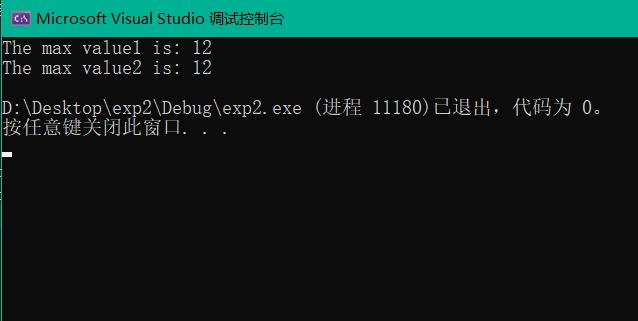 Microsoft Visual Studio 调试控制台
The max value1 is: 12
The max value2 is: 12
D:\Desktop\exp2\Debug\exp2.exe (进程 11180)已退出，代码为 0。
按任意键关闭此窗口. . .